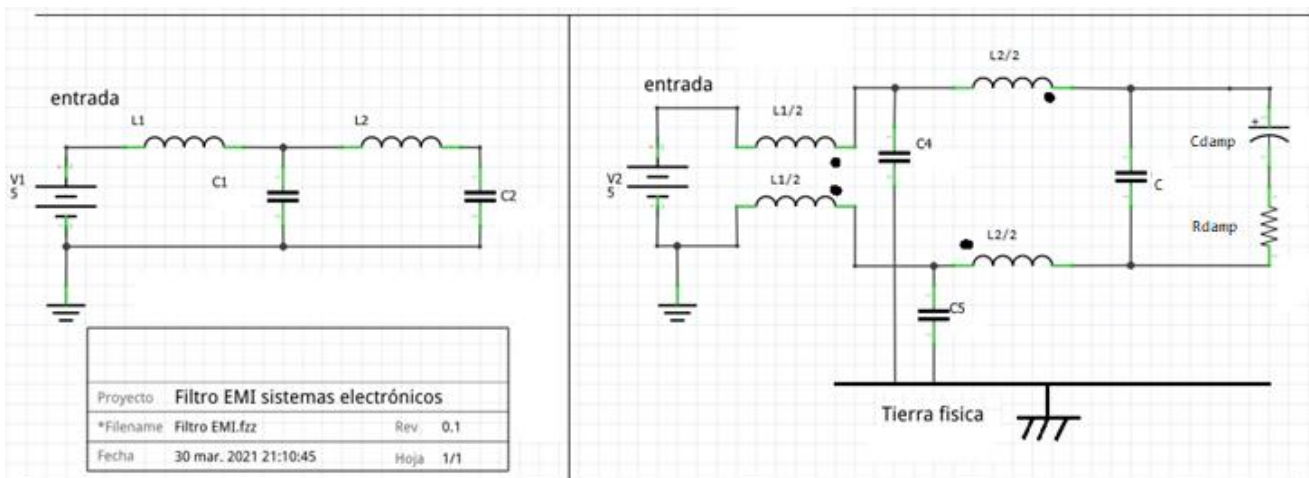 entrada
L1
L2
V1
5
C1
C2
Proyecto Filtro EMI sistemas electrónicos
*Filename Filtro EMI.fzz Rev 0.1
Fecha 30 mar. 2021 21:10:45 Hoja 1/1
L2/2
entrada
L1/2
C4
+
Cdamp
V2
5
L1/2
C
Rdamp
L2/2
C5
Tierra fisica